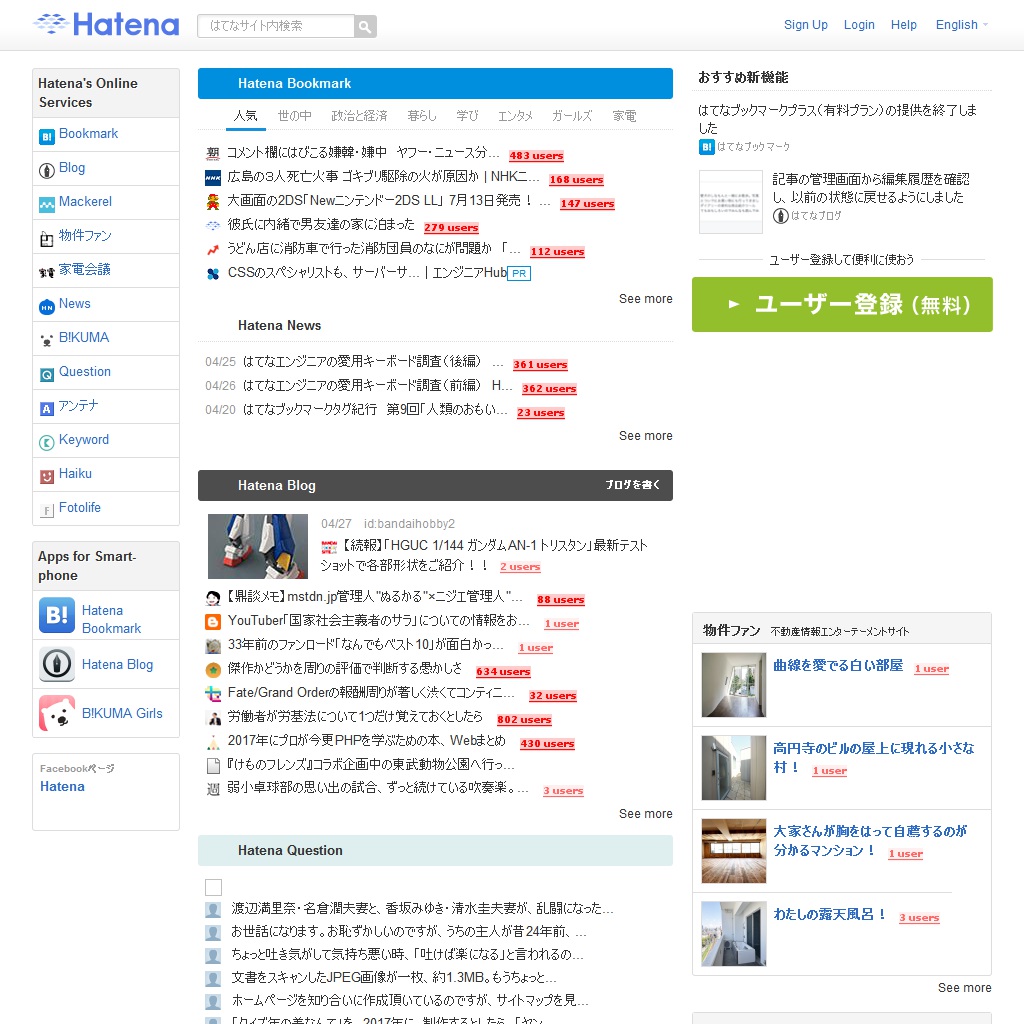 Hatena
はてなサイト内検索
Sign Up Login Help English
Hatena's Online
Services
Bookmark
Blog
Mackerel
物件ファン
家電会議
News
B!KUMA
Question
アンテナ
Keyword
Haiku
Fotolife
Apps for Smart-
phone
Hatena
Bookmark
Hatena Blog
B!KUMA Girls
Facebookページ
Hatena
Hatena Bookmark
人気 世の中 政治と経済 暮らし 学び エンタメ ガールズ 家電
コメント欄にはびこる嫌韓・嫌中 ヤフー・ニュース分... 483 users
広島の3人死亡火事 ゴキブリ駆除の火が原因か | NHKニ... 168 users
大画面の2DS「Newニンテンドー2DS LL」 7月13日発売！ ... 147 users
彼氏に内緒で男友達の家に泊まった 279 users
うどん店に消防車で行った消防団員のなにが問題か 「... 112 users
CSSのスペシャリストも、サーバーサ... | エンジニアHub PR
See more
Hatena News
04/25 はてなエンジニアの愛用キーボード調査（後編） ... 361 users
04/26 はてなエンジニアの愛用キーボード調査（前編） H... 362 users
04/20 はてなブックマークタグ紀行 第9回「人類のおもい... 23 users
See more
Hatena Blog ブログを書く
04/27 id:bandaihobby2
【続報】「HGUC 1/144 ガンダムAN-1 トリスタン」最新テスト
ショットで各部形状をご紹介！！ 2 users
【鼎談メモ】mstdn.jp管理人"ぬるかる"×ニジエ管理人"... 88 users
YouTuber「国家社会主義者のサラ」についての情報をお... 1 user
33年前のファンロード「なんでもベスト10」が面白かっ... 1 user
傑作かどうかを周りの評価で判断する愚かしさ 634 users
Fate/Grand Orderの報酬周りが著しく渋くてコンティニ... 32 users
労働者が労基法について1つだけ覚えておくとしたら 802 users
2017年にプロが今更PHPを学ぶための本、Webまとめ 430 users
『けものフレンズ』コラボ企画中の東武動物公園へ行っ...
弱小卓球部の思い出の試合、ずっと続けている吹奏楽。... 3 users
See more
Hatena Question
渡辺満里奈・名倉潤夫妻と、香坂みゆき・清水圭夫妻が、乱闘になった...
お世話になります。お恥ずかしいのですが、うちの主人が昔24年前、...
ちょっと吐き気がして気持ち悪い時、「吐けば楽になる」と言われるの...
文書をスキャンしたJPEG画像が一枚、約1.3MB。もうちょっと...
ホームページを知り合いに作成頂いているのですが、サイトマップを見...
おすすめ新機能
はてなブックマークプラス（有料プラン）の提供を終了しま
した
はてなブックマーク
記事の管理画面から編集履歴を確認
し、以前の状態に戻せるようにしました
はてなブログ
ユーザー登録して便利に使おう
ユーザー登録（無料）
物件ファン 不動産情報エンターテーメントサイト
曲線を愛でる白い部屋 1 user
高円寺のビルの屋上に現れる小さな
村！ 1 user
大家さんが胸をはって自薦するのが
分かるマンション！ 1 user
わたしの露天風呂！ 3 users
See more